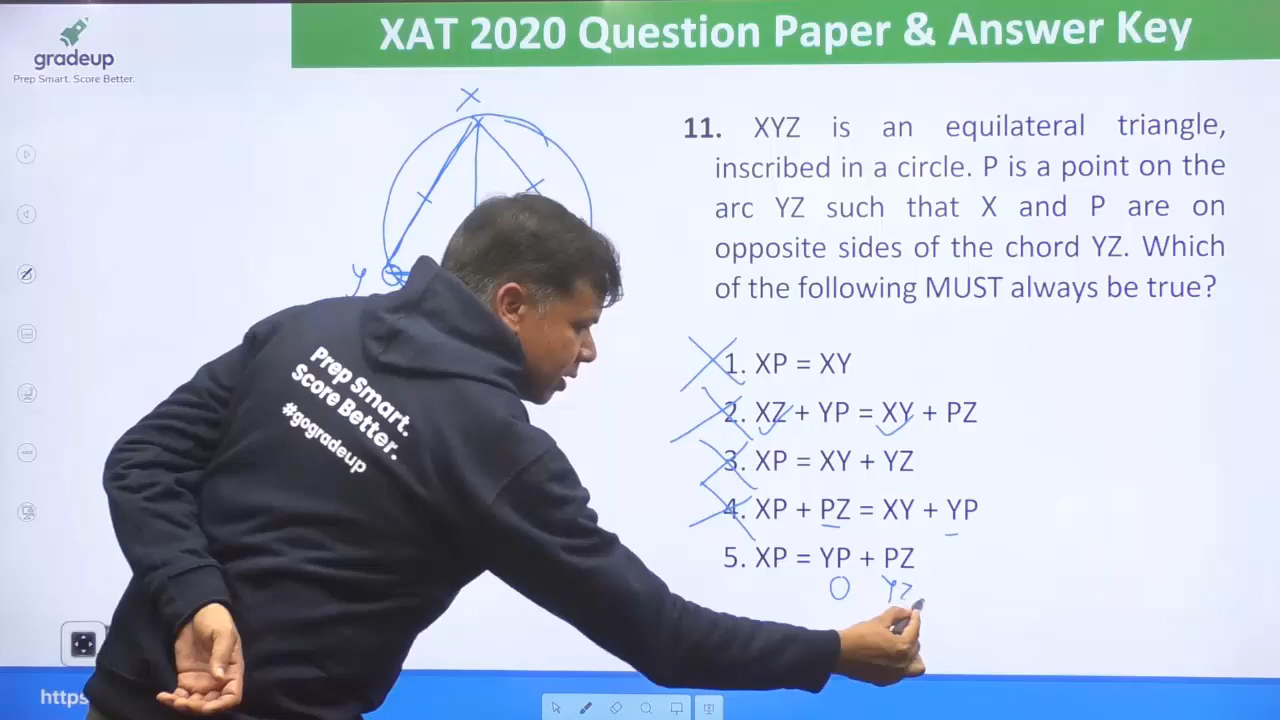 gradeup
Prep Smart. Score Better.
XAT 2020 Question Paper & Answer Key
X
Y
11. XYZ is an equilateral triangle,
inscribed in a circle. P is a point on the
arc YZ such that X and P are on
opposite sides of the chord YZ. Which
of the following MUST always be true?
1. XP = XY
2. XZ + YP = XY + PZ
3. XP = XY + YZ
4. XP + PZ = XY + YP
5. XP = YP + PZ
0 YZ
Prep Smart.
Score Better.
#gogradeup
https